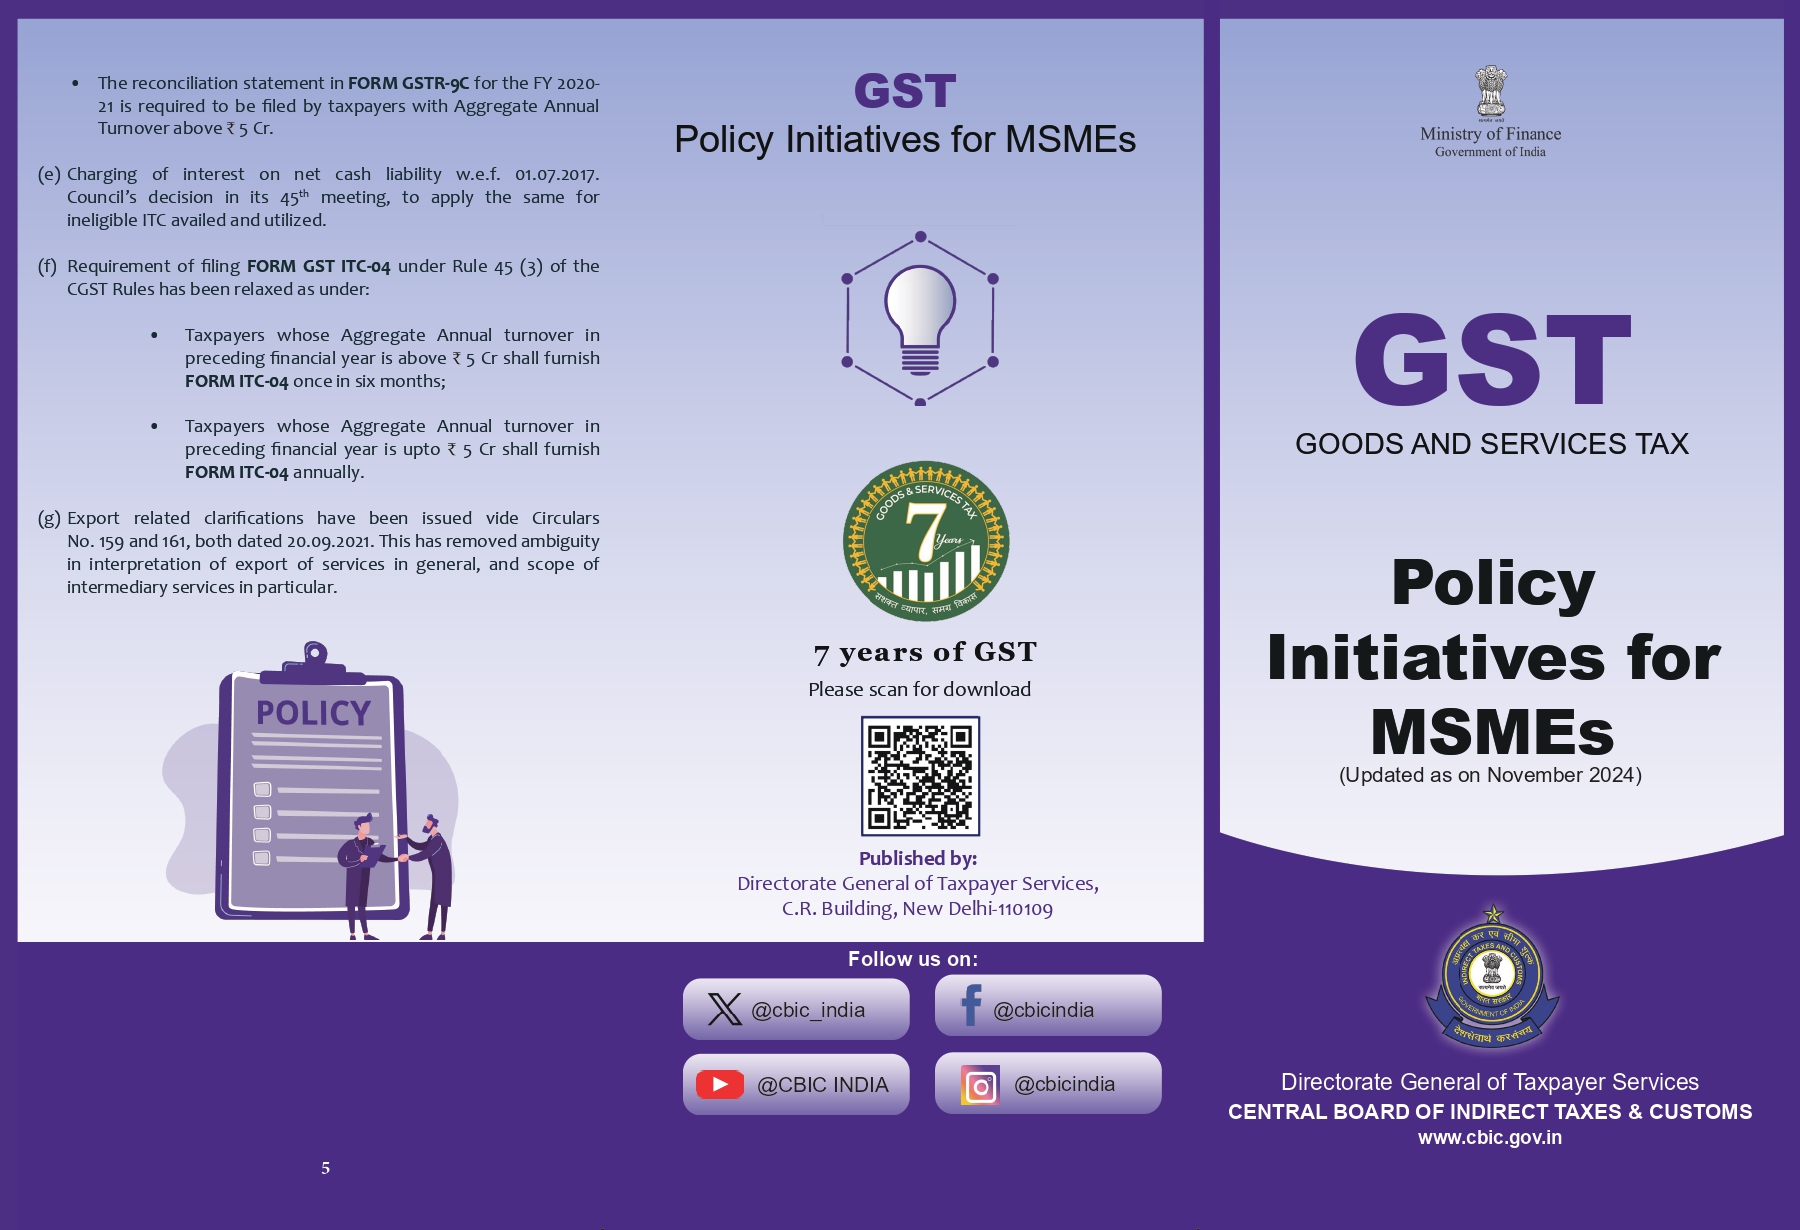 • The reconciliation statement in FORM GSTR-9C for the FY 2020-
21 is required to be filed by taxpayers with Aggregate Annual
Turnover above ₹ 5 Cr.
(e) Charging of interest on net cash liability w.e.f. 01.07.2017.
Council’s decision in its 45th meeting, to apply the same for
ineligible ITC availed and utilized.
(f) Requirement of filing FORM GST ITC-04 under Rule 45 (3) of the
CGST Rules has been relaxed as under:
• Taxpayers whose Aggregate Annual turnover in
preceding financial year is above ₹ 5 Cr shall furnish
FORM ITC-04 once in six months;
• Taxpayers whose Aggregate Annual turnover in
preceding financial year is upto ₹ 5 Cr shall furnish
FORM ITC-04 annually.
(g) Export related clarifications have been issued vide Circulars
No. 159 and 161, both dated 20.09.2021. This has removed ambiguity
in interpretation of export of services in general, and scope of
intermediary services in particular.
POLICY
5
GST
Policy Initiatives for MSMEs
GOODS & SERVICES TAX
7
Years
सशक्त व्यापार, समग्र विकास
7 years of GST
Please scan for download
Published by:
Directorate General of Taxpayer Services,
C.R. Building, New Delhi-110109
Follow us on:
@cbic_india
@cbicindia
@CBIC INDIA
@cbicindia
सत्यमेव जयते
Ministry of Finance
Government of India
GST
GOODS AND SERVICES TAX
Policy
Initiatives for
MSMEs
(Updated as on November 2024)
अप्रत्यक्ष कर एवं सीमा शुल्क
INDIRECT TAXES AND CUSTOMS
सत्यमेव जयते
भारत सरकार
GOVERNMENT OF INDIA
देशसेवार्थ करसंचय
Directorate General of Taxpayer Services
CENTRAL BOARD OF INDIRECT TAXES & CUSTOMS
www.cbic.gov.in